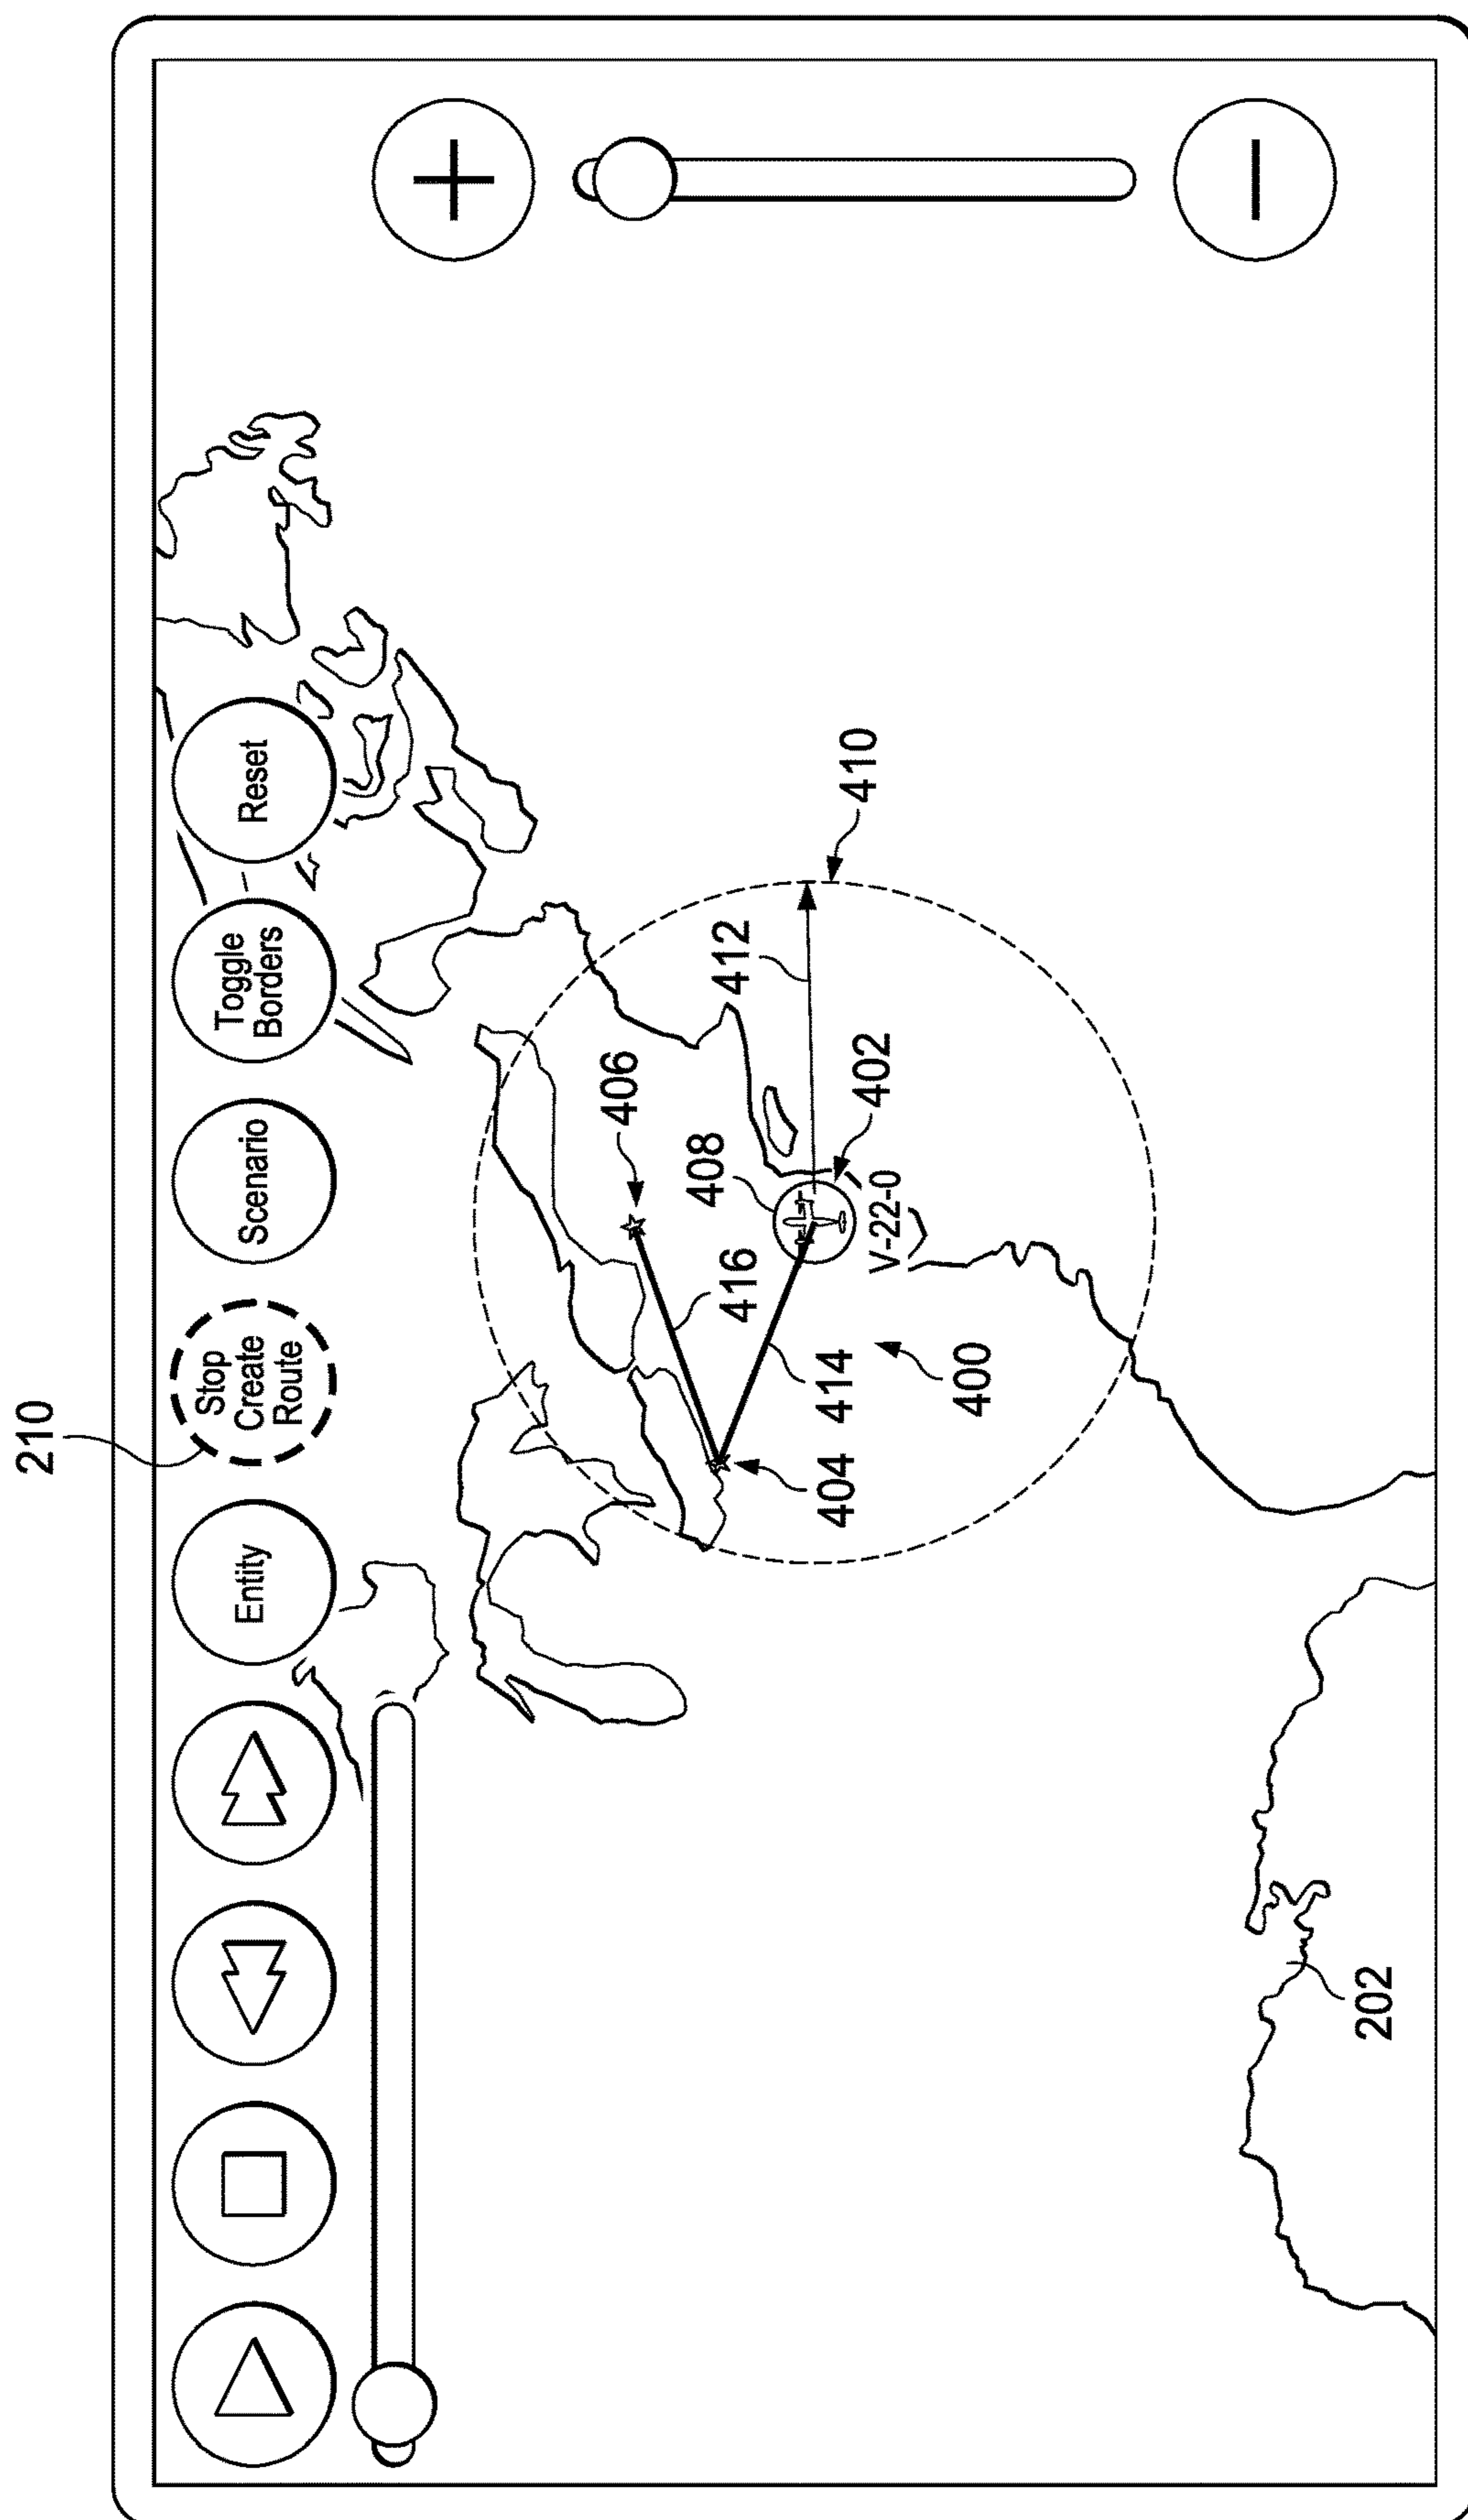 210
Entity
Stop
Create
Route
Scenario
Toggle
Borders
Reset
406
408
412
410
416
402
V-22-0
404
414
400
202